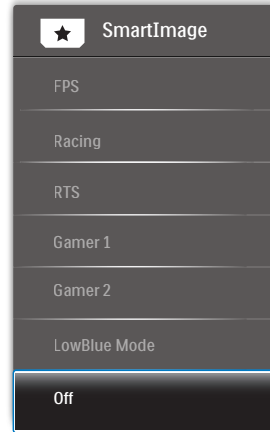 SmartImage
FPS
Racing
RTS
Gamer 1
Gamer 2
LowBlue Mode
Off